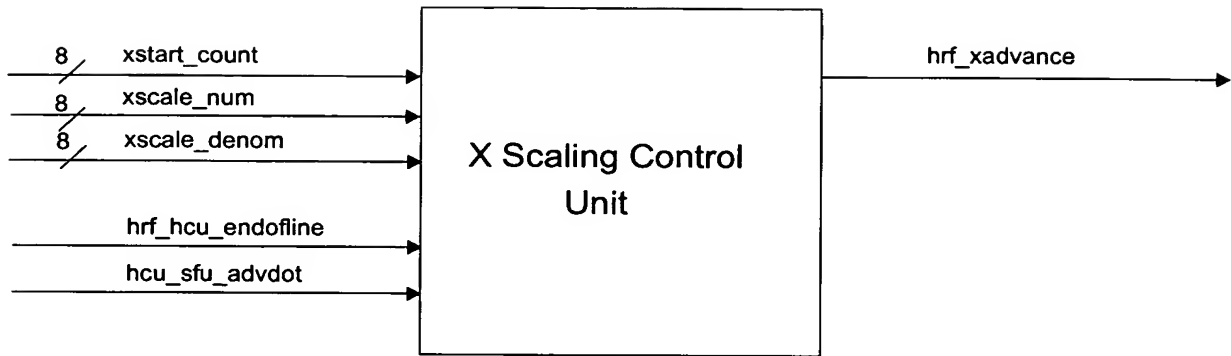 8 xstart_count
hrf_xadvance
8 xscale_num
8 xscale_denom
X Scaling Control
Unit
hrf_hcu_endofline
hcu_sfu_advdot